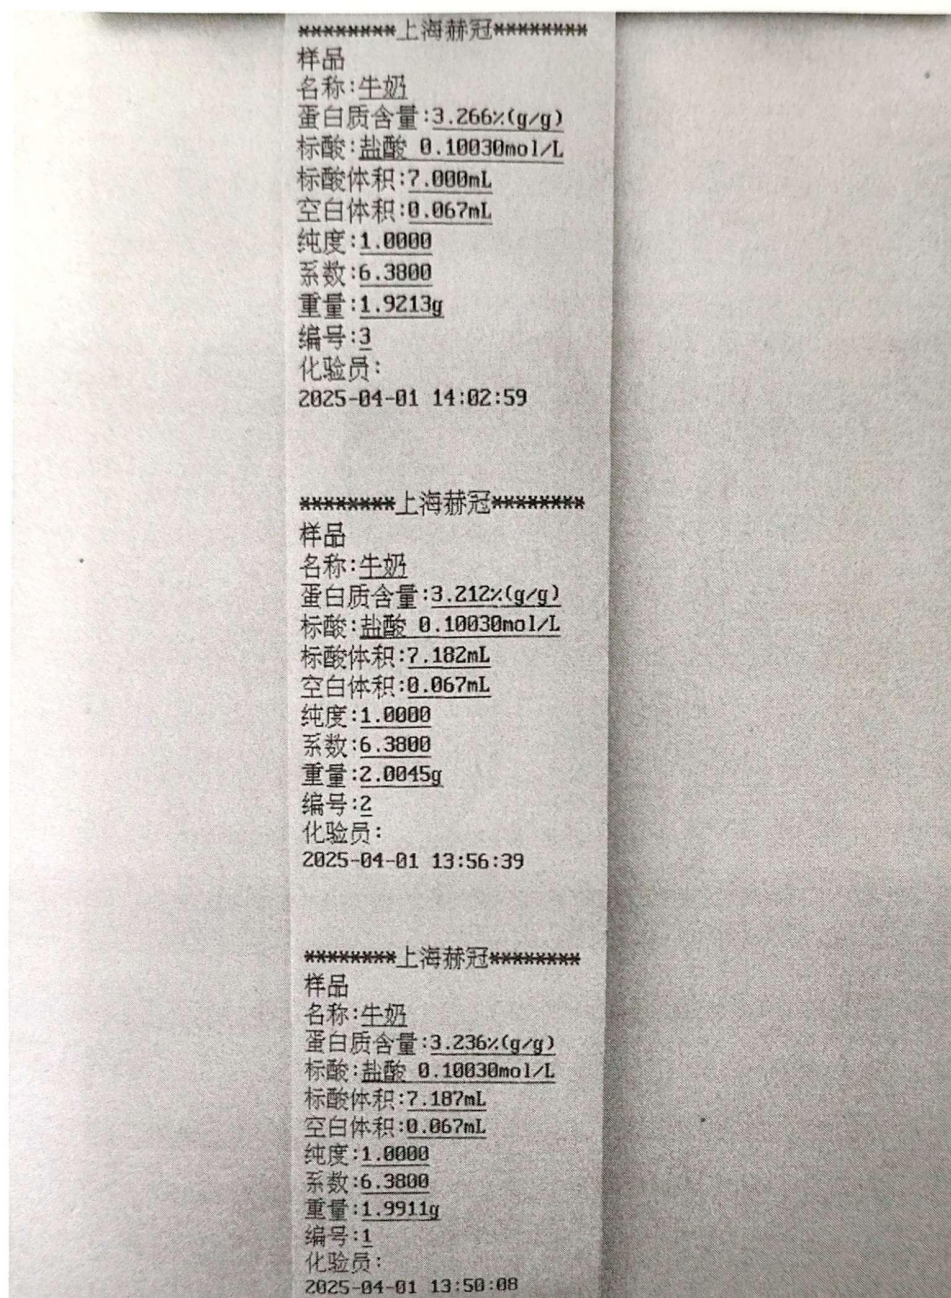 ********上海赫冠********
样品
名称:牛奶
蛋白质含量:3.266%(g/g)
标酸:盐酸 0.10030mol/L
标酸体积:7.000mL
空白体积:0.067mL
纯度:1.0000
系数:6.3800
重量:1.9213g
编号:3
化验员:
2025-04-01 14:02:59
********上海赫冠********
样品
名称:牛奶
蛋白质含量:3.212%(g/g)
标酸:盐酸 0.10030mol/L
标酸体积:7.182mL
空白体积:0.067mL
纯度:1.0000
系数:6.3800
重量:2.0045g
编号:2
化验员:
2025-04-01 13:56:39
********上海赫冠********
样品
名称:牛奶
蛋白质含量:3.236%(g/g)
标酸:盐酸 0.10030mol/L
标酸体积:7.187mL
空白体积:0.067mL
纯度:1.0000
系数:6.3800
重量:1.9911g
编号:1
化验员:
2025-04-01 13:50:08